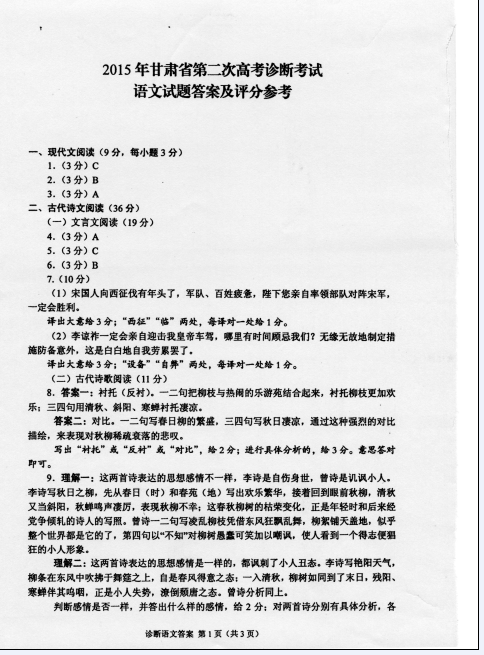 2015年甘肃省第二次高考诊断考试
语文试题答案及评分参考
一、现代文阅读（9分，每小题3分）
1.（3分）C
2.（3分）B
3.（3分）A
二、古代诗文阅读（36分）
（一）文言文阅读（19分）
4.（3分）A
5.（3分）C
6.（3分）B
7.（10分）
（1）宋国人向西征伐有年头了，军队、百姓疲惫，陛下您亲自率领部队对阵宋军，
一定会胜利。
译出大意给3分；“西征”“临”两处，每译对一处给1分。
（2）李谅祚一定会亲自迎击我皇帝车驾，哪里有时间顾忌我们？无缘无故地制定措
施防备意外，这是白白地自我劳累罢了。
译出大意给3分；“设备”“自弊”两处，每译对一处给1分。
（二）古代诗歌阅读（11分）
8．答案一：衬托（反衬）。一二句把柳枝与热闹的乐游苑结合起来，衬托柳枝更加欢
乐；三四句用清秋、斜阳、寒蝉衬托凄凉。
答案二：对比。一二句写春日柳的繁盛，三四句写秋日凄凉，通过这种强烈的对比
描绘，来表现对秋柳稀疏衰落的悲叹。
写出“衬托”或“反衬”或“对比”，给2分；进行具体分析的，给3分。意思答对
即可。
9．理解一：这两首诗表达的思想感情不一样，李诗是自伤身世，曾诗是讥讽小人。
李诗写秋日之柳，先从春日（时）和春苑（地）写出欢乐繁华，接着回到眼前秋柳，清秋
又当斜阳，秋蝉鸣声凄厉，表现秋柳不幸；这春秋柳树的枯荣变化，正是年轻时和后来经
党争倾轧的诗人的写照。曾诗一二句写凌乱柳枝凭借东风狂飘乱舞，柳絮铺天盖地，似乎
整个世界都是它的了，第四句以“不知”对柳树愚蠢可笑加以嘲讽，使人看到一个得志便猖
狂的小人形象。
理解二：这两首诗表达的思想感情是一样的，都讽刺了小人丑态。李诗写艳阳天气，
柳条在东风中吹拂于舞筵之上，自是春风得意之态；一入清秋，柳树如同到了末日，残阳、
寒蝉伴其呜咽，正是小人失势，潦倒颓唐之态。曾诗分析同上。
判断感情是否一样，并答出什么样的感情，给2分；对两首诗分别有具体分析，各
诊断语文答案 第1页（共3页）